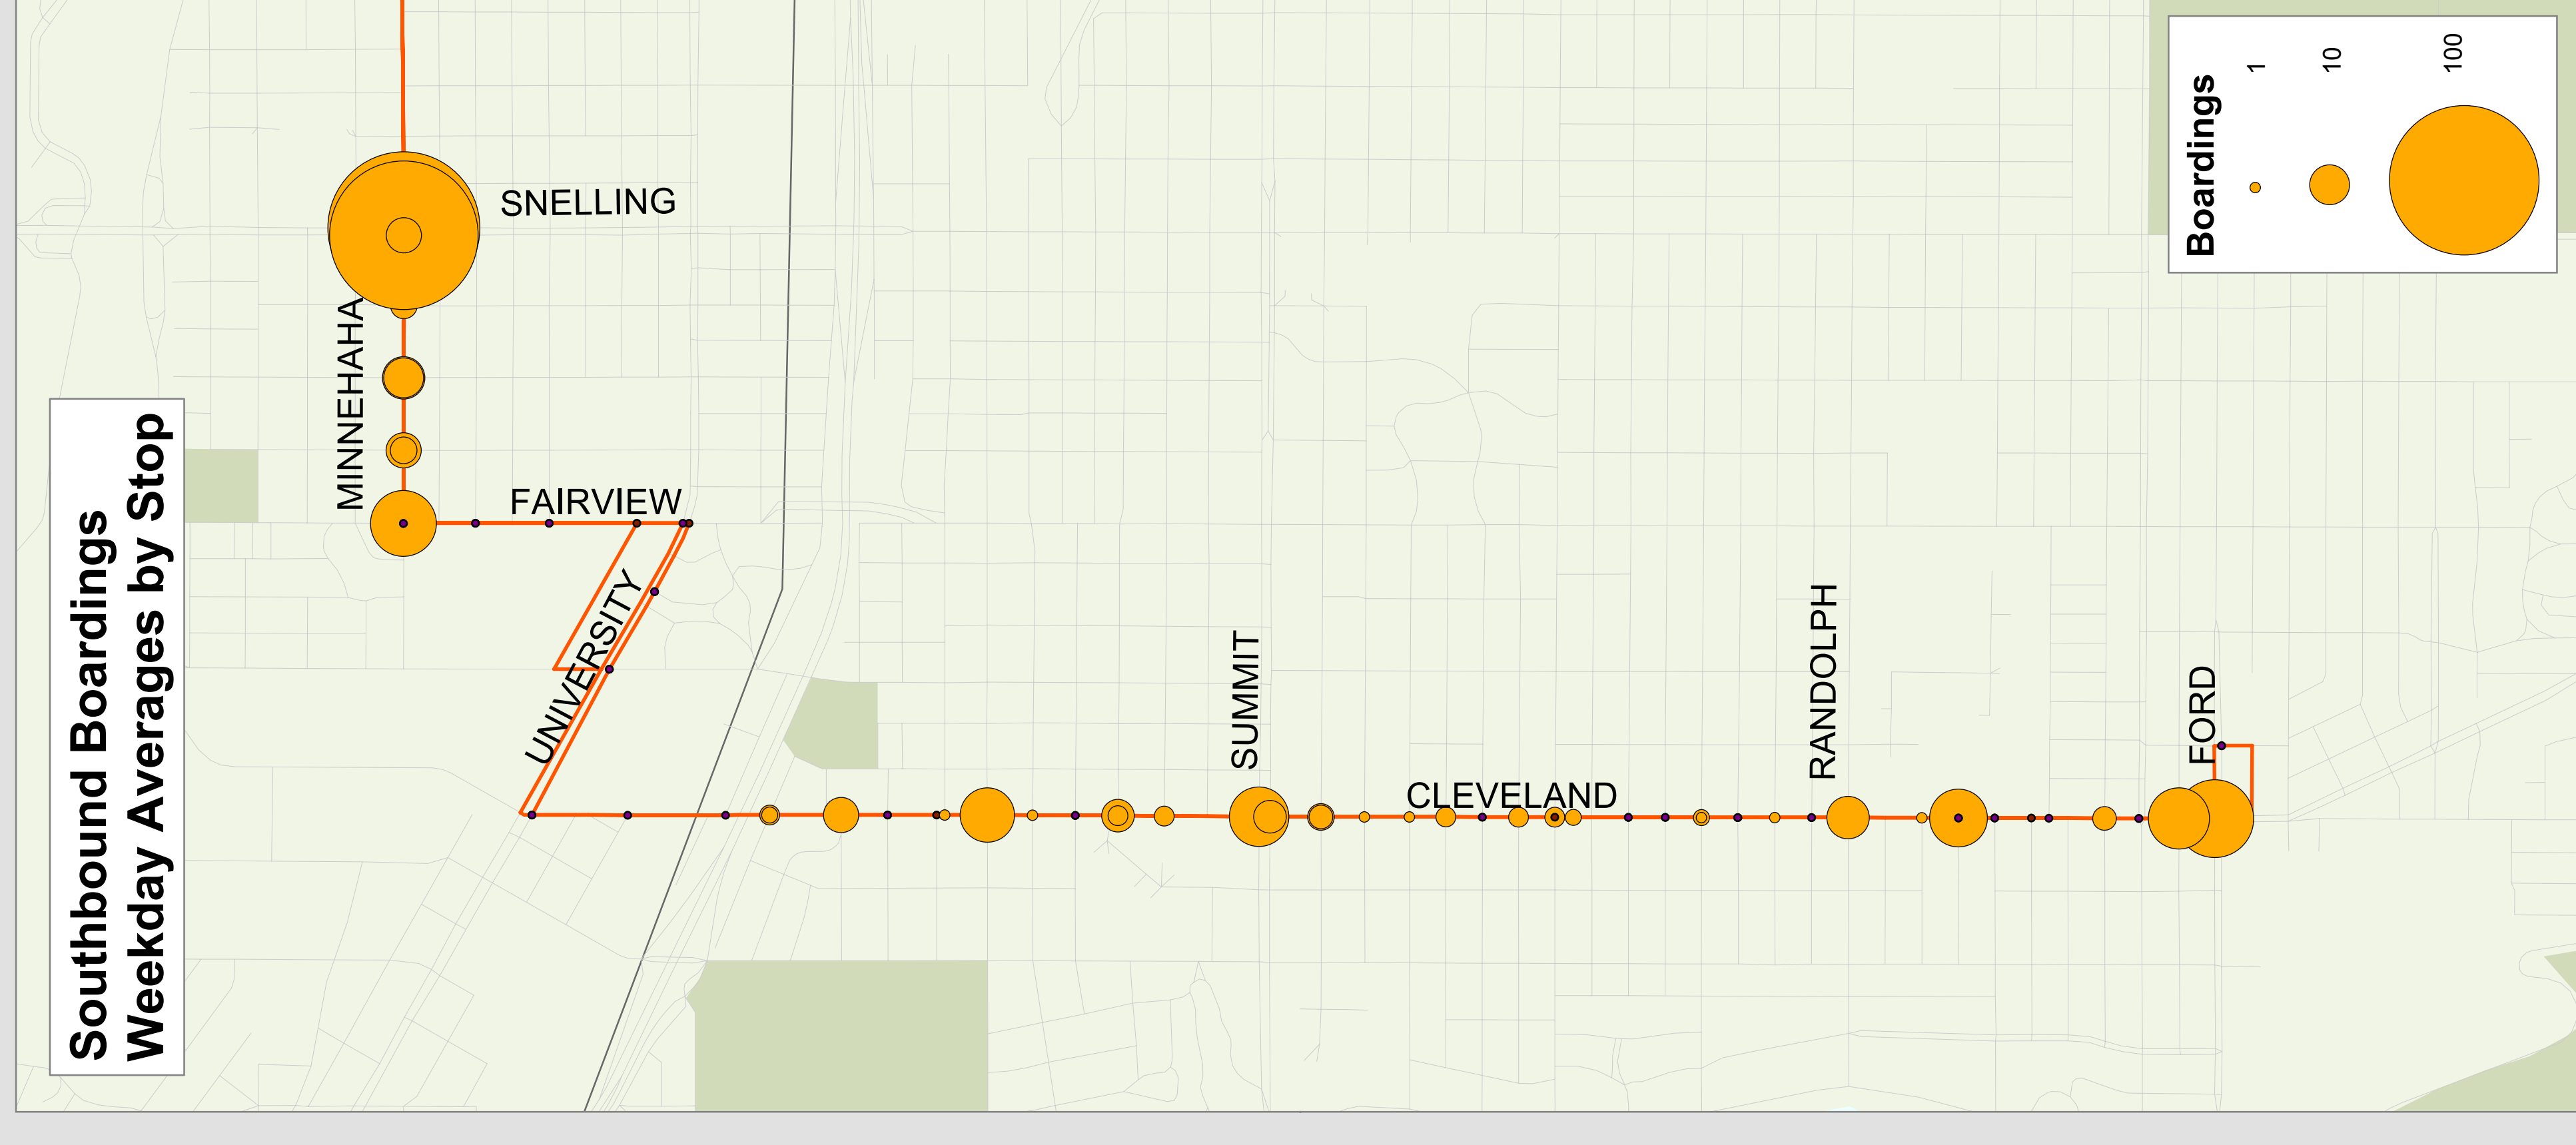 Southbound Boardings
Weekday Averages by Stop
MINNEHAHA
SNELLING
FAIRVIEW
UNIVERSITY
SUMMIT
CLEVELAND
RANDOLPH
FORD
Boardings
1
10
100